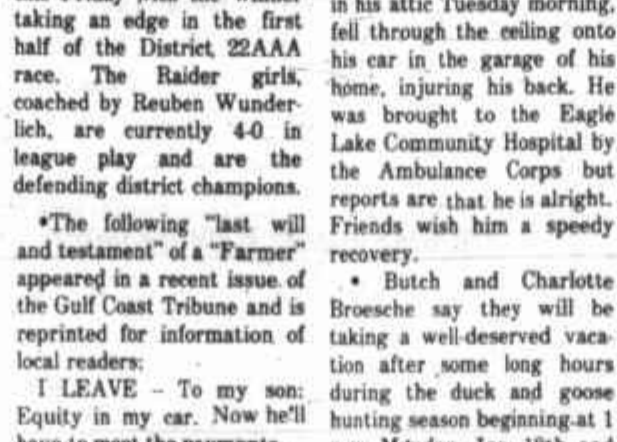 taking an edge in the first
half of the District 22AAA
race. The Raider girls,
coached by Reuben Wunder-
lich, are currently 4-0 in
league play and are the
defending district champions.
•The following "last will
and testament" of a "Farmer"
appeared in a recent issue of
the Gulf Coast Tribune and is
reprinted for information of
local readers:
I LEAVE -- To my son:
Equity in my car. Now he'll
have to meet the payments
in his attic Tuesday morning,
fell through the ceiling onto
his car in the garage of his
home, injuring his back. He
was brought to the Eagle
Lake Community Hospital by
the Ambulance Corps but
reports are that he is alright.
Friends wish him a speedy
recovery.
• Butch and Charlotte
Broesche say they will be
taking a well-deserved vaca-
tion after some long hours
during the duck and goose
hunting season beginning at 1